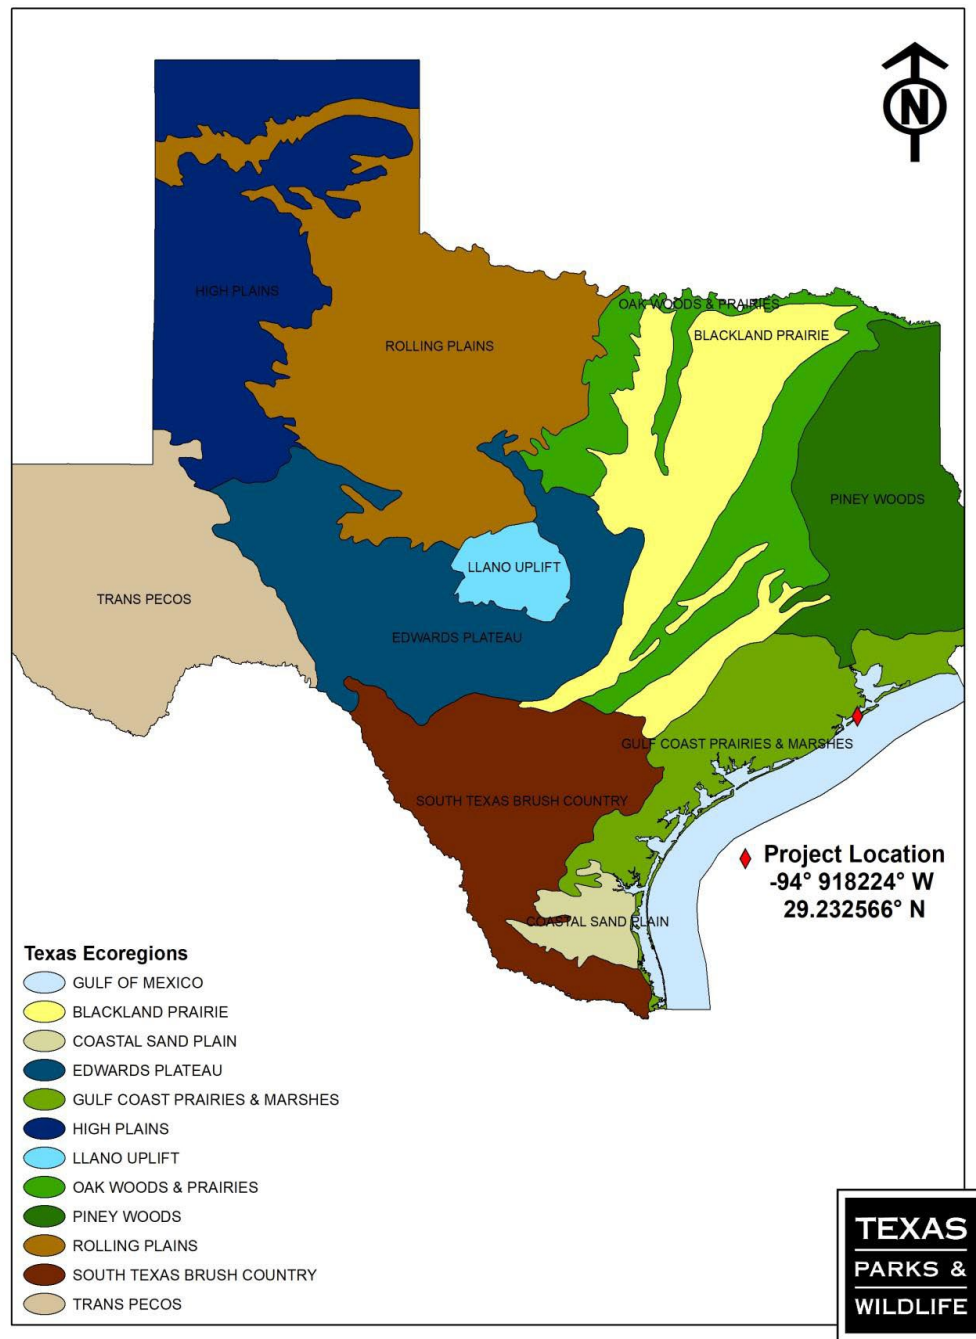 N
HIGH PLAINS
OAK WOODS & PRAIRIES
BLACKLAND PRAIRIE
ROLLING PLAINS
PINEY WOODS
LLANO UPLIFT
TRANS PECOS
EDWARDS PLATEAU
GULF COAST PRAIRIES & MARSHES
SOUTH TEXAS BRUSH COUNTRY
Project Location
-94° 918224° W
29.232566° N
COASTAL SAND PLAIN
Texas Ecoregions
GULF OF MEXICO
BLACKLAND PRAIRIE
COASTAL SAND PLAIN
EDWARDS PLATEAU
GULF COAST PRAIRIES & MARSHES
HIGH PLAINS
LLANO UPLIFT
OAK WOODS & PRAIRIES
PINEY WOODS
ROLLING PLAINS
SOUTH TEXAS BRUSH COUNTRY
TRANS PECOS
TEXAS
PARKS &
WILDLIFE